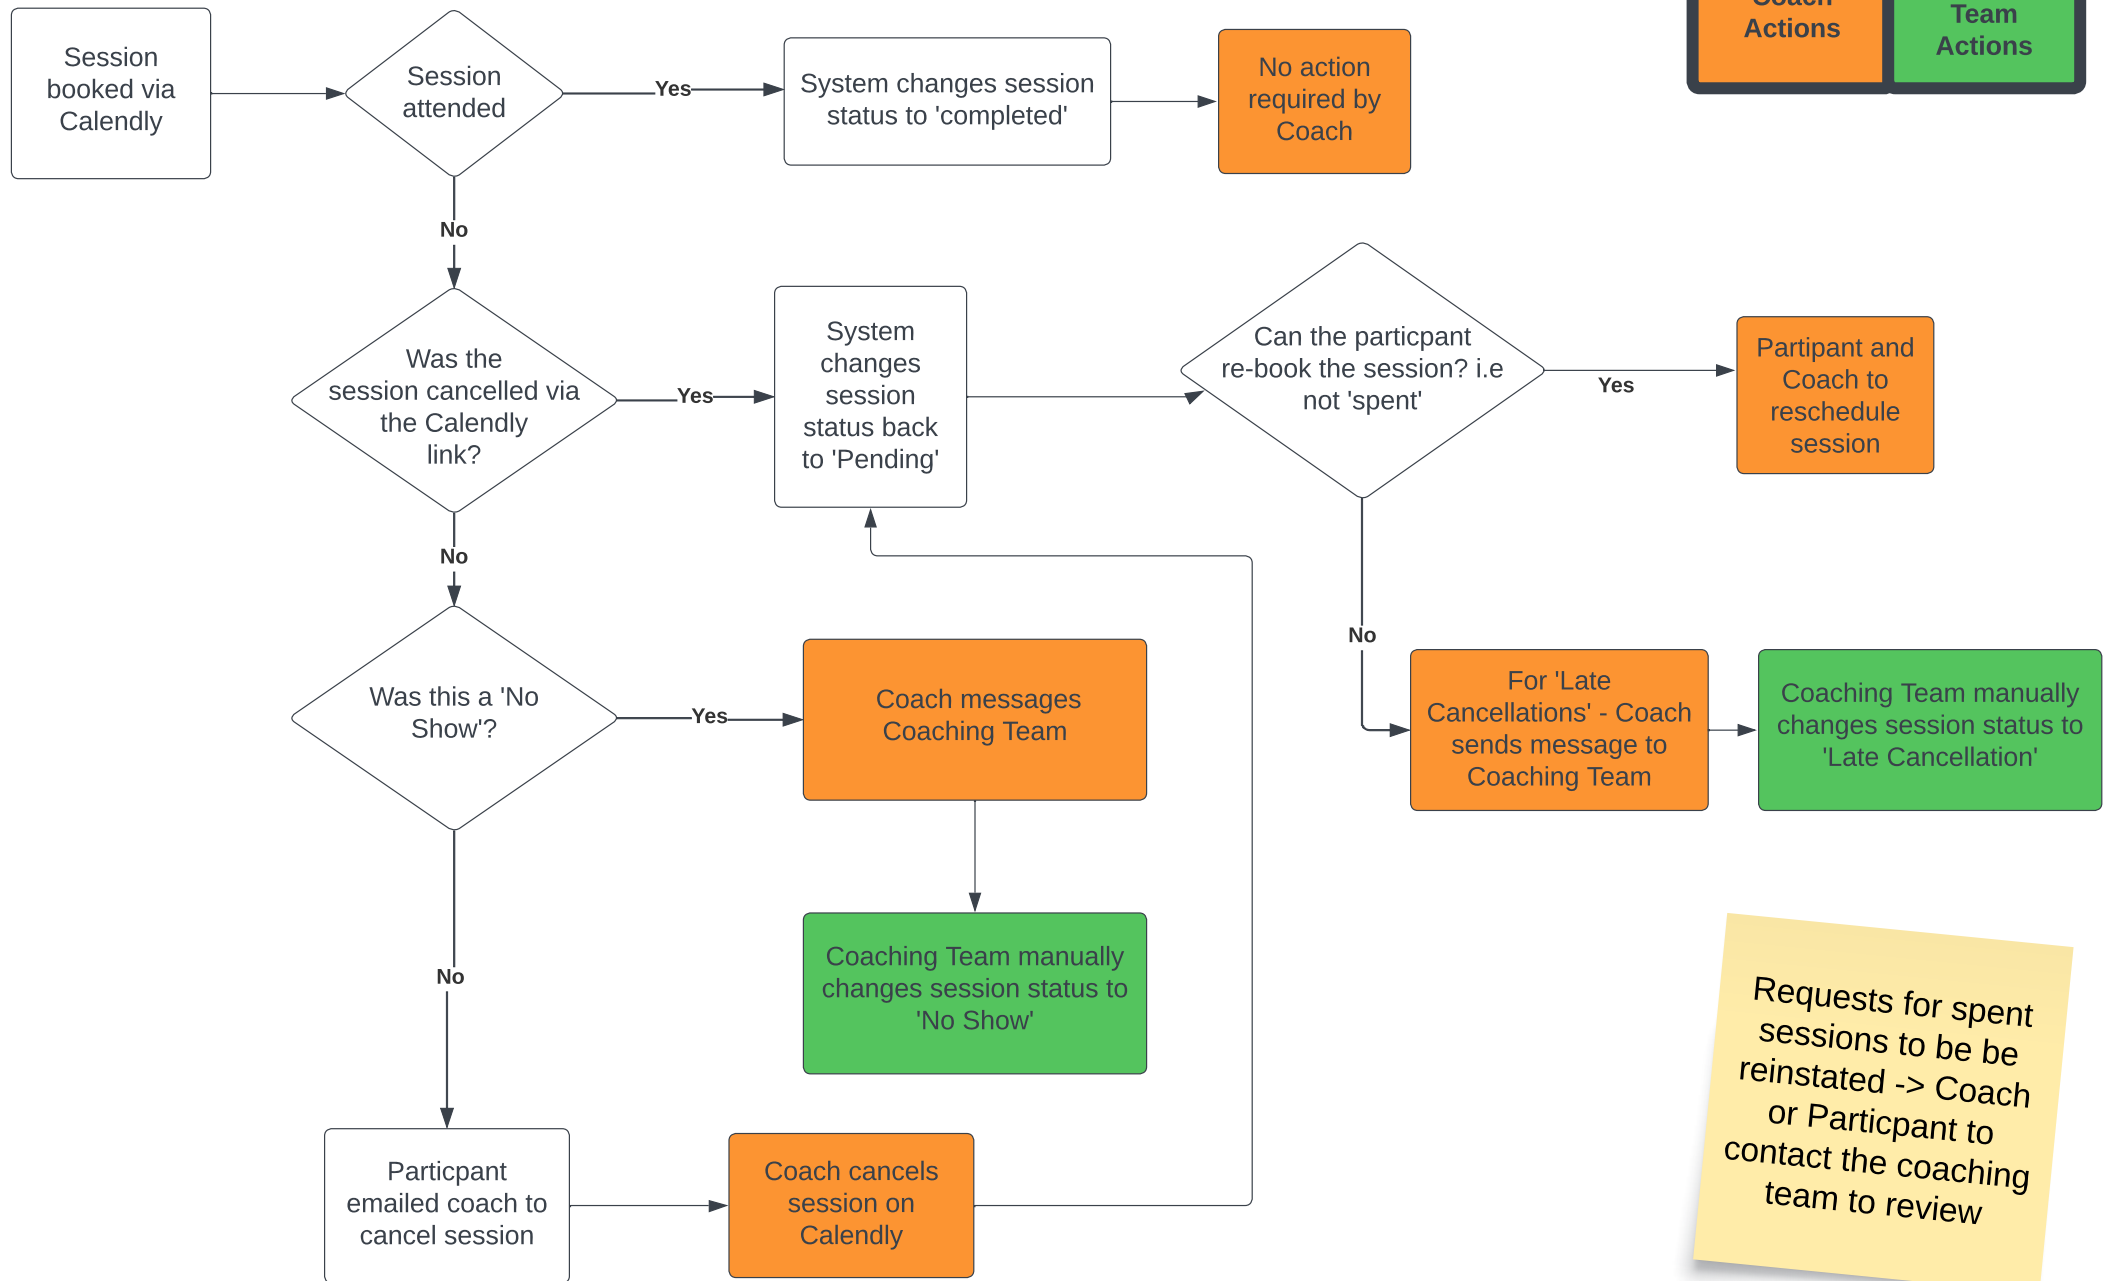 Coach
Actions
Team
Actions
Session
booked via
Calendly
Session
attended
Yes
System changes session
status to 'completed'
No action
required by
Coach
No
Was the
session cancelled via
the Calendly
link?
Yes
System
changes
session
status back
to 'Pending'
Can the particpant
re-book the session? i.e
not 'spent'
Yes
Partipant and
Coach to
reschedule
session
No
No
Was this a 'No
Show'?
Yes
Coach messages
Coaching Team
For 'Late
Cancellations' - Coach
sends message to
Coaching Team
Coaching Team manually
changes session status to
'Late Cancellation'
Coaching Team manually
changes session status to
'No Show'
No
Particpant
emailed coach to
cancel session
Coach cancels
session on
Calendly
Requests for spent
sessions to be be
reinstated -> Coach
or Particpant to
contact the coaching
team to review